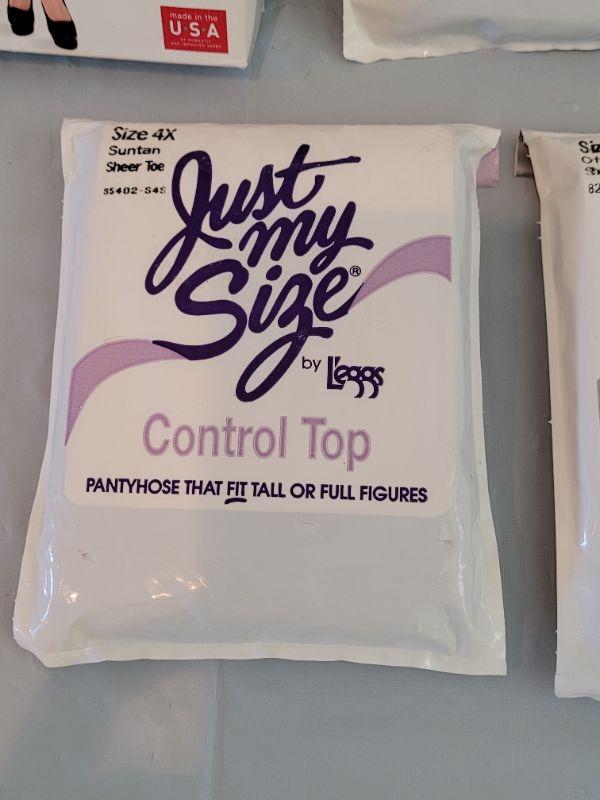 made in the
U·S·A
Size 4X
Suntan
Sheer Toe
Just
my
Size®
by L'eggs
Control Top
PANTYHOSE THAT FIT TALL OR FULL FIGURES